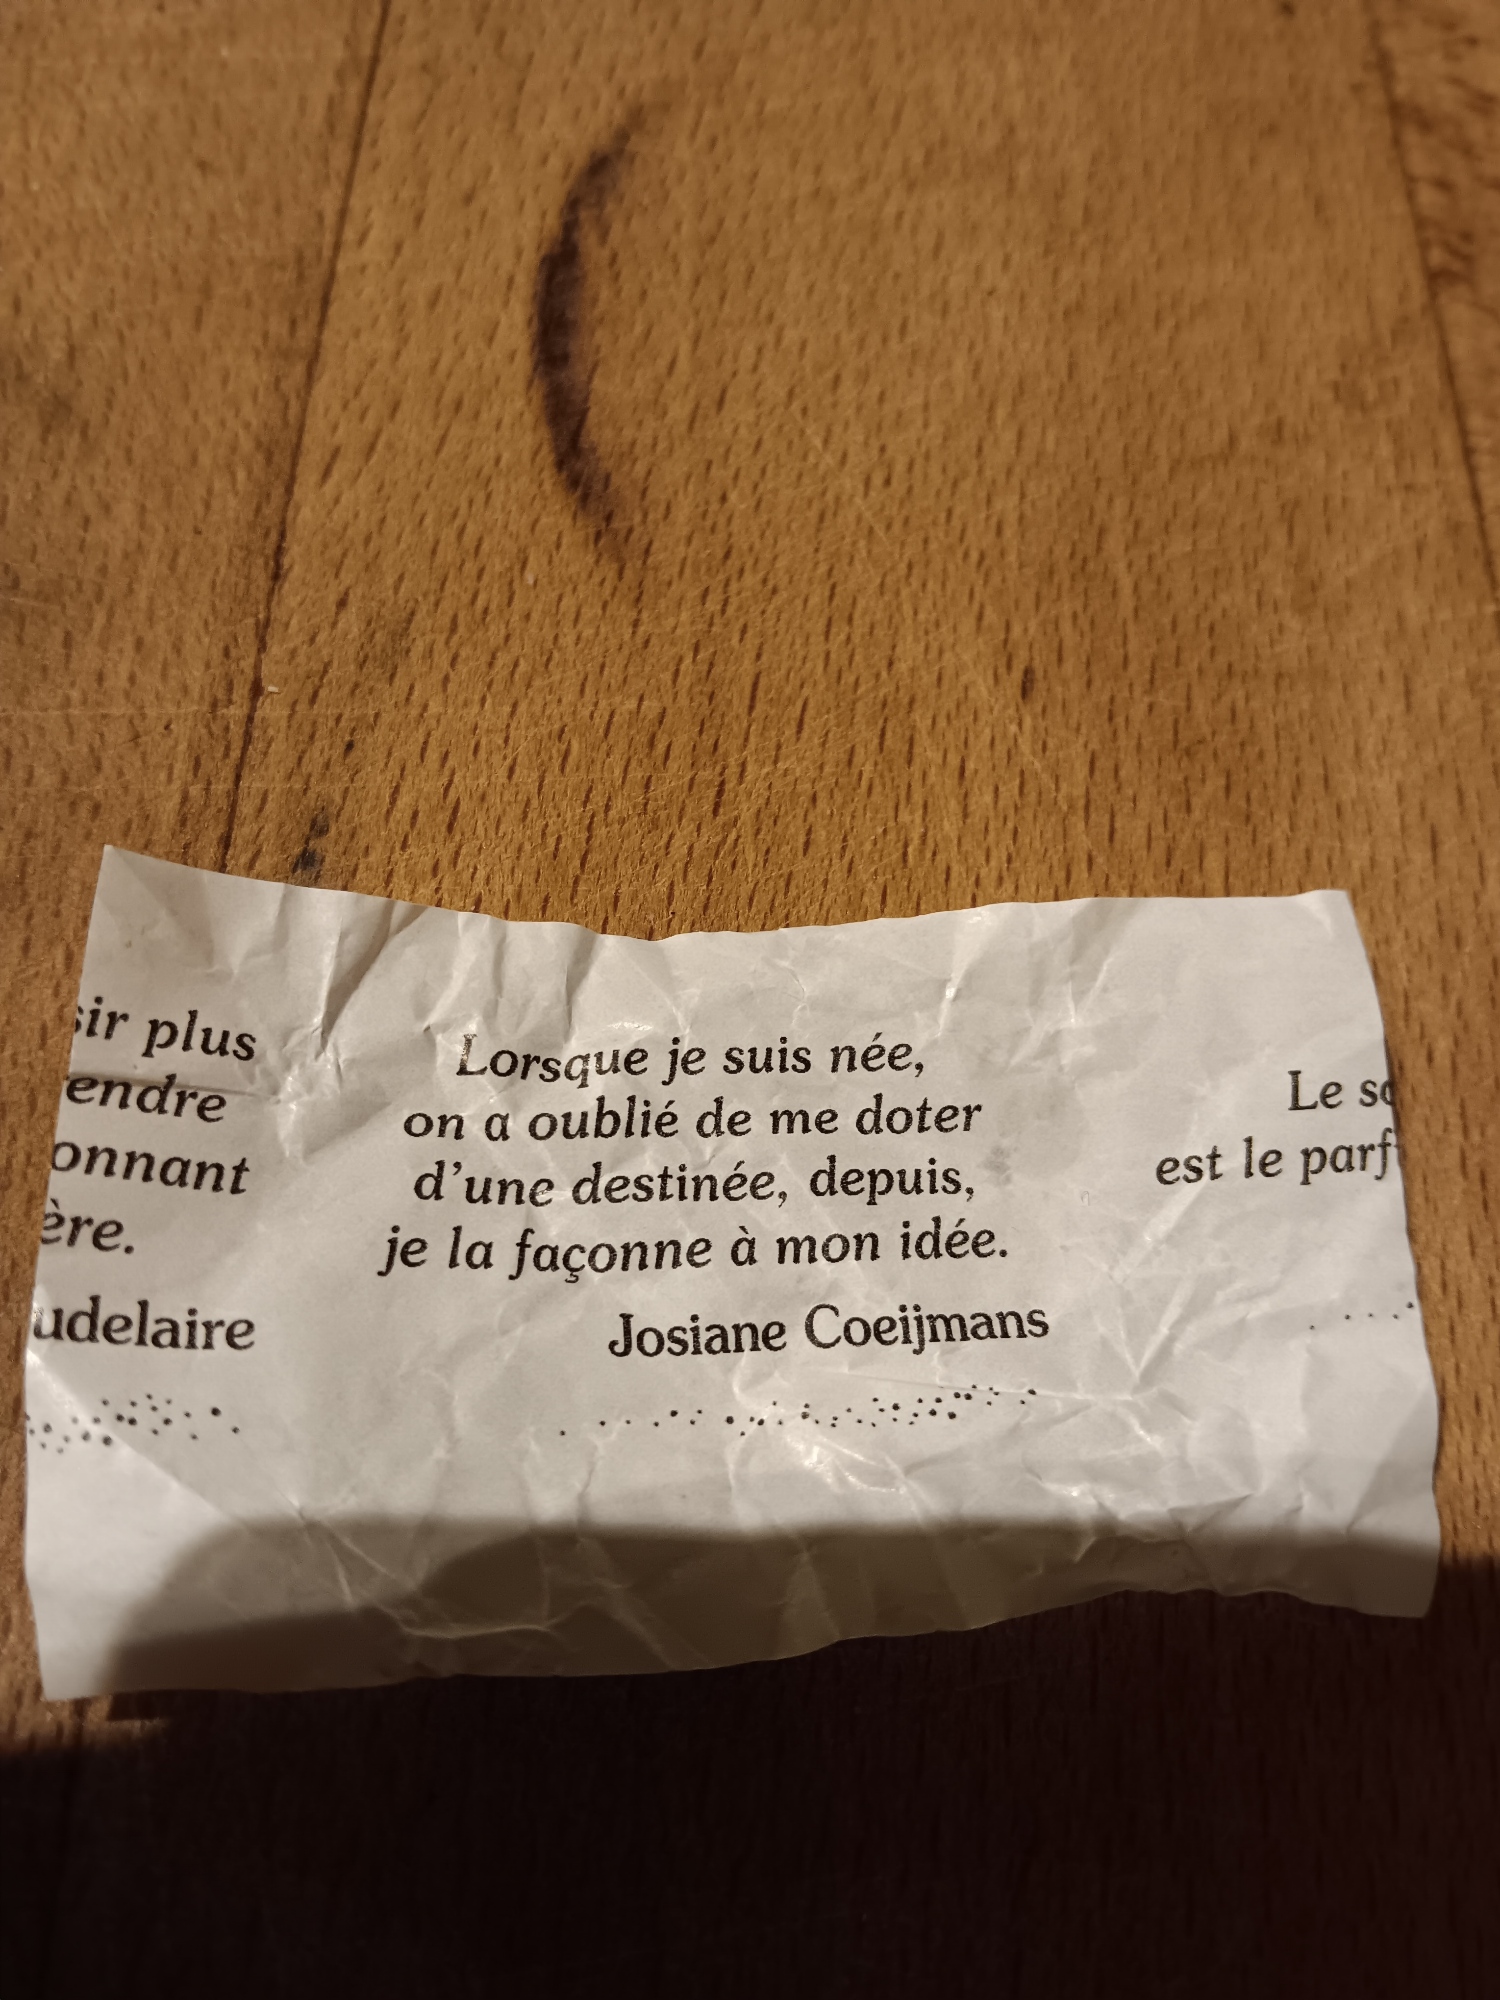 sir plus
endre
onnant
ère.
udelaire
Lorsque je suis née,
on a oublié de me doter
d'une destinée, depuis,
je la façonne à mon idée.
Josiane Coeijmans
Le so
est le parf